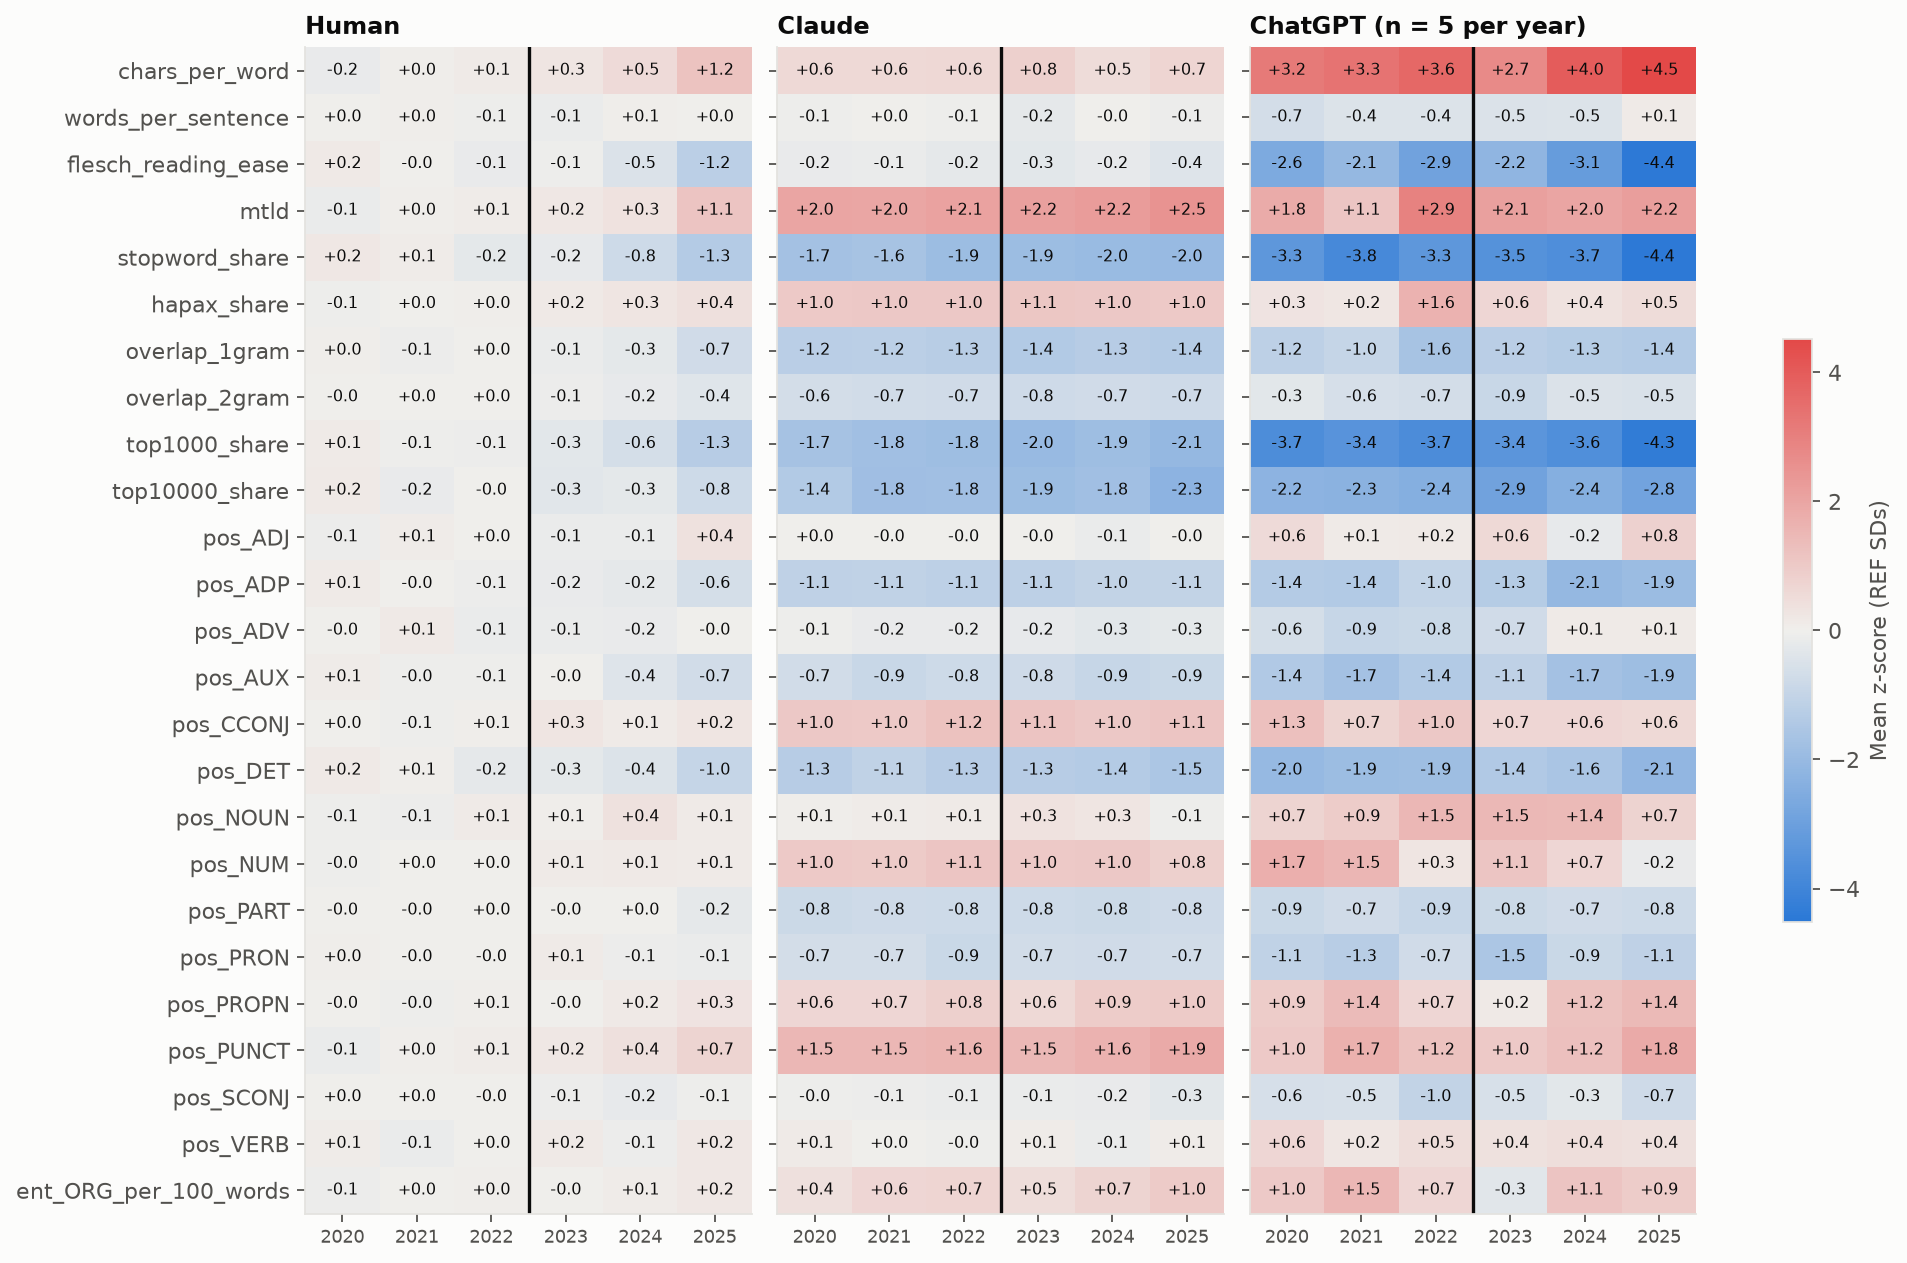 Human Claude ChatGPT (n = 5 per year)
chars_per_word -0.2 +0.0 +0.1 +0.3 +0.5 +1.2 +0.6 +0.6 +0.6 +0.8 +0.5 +0.7 +3.2 +3.3 +3.6 +2.7 +4.0 +4.5
words_per_sentence +0.0 +0.0 -0.1 -0.1 +0.1 +0.0 -0.1 +0.0 -0.1 -0.2 -0.0 -0.1 -0.7 -0.4 -0.4 -0.5 -0.5 +0.1
flesch_reading_ease +0.2 -0.0 -0.1 -0.1 -0.5 -1.2 -0.2 -0.1 -0.2 -0.3 -0.2 -0.4 -2.6 -2.1 -2.9 -2.2 -3.1 -4.4
mtld -0.1 +0.0 +0.1 +0.2 +0.3 +1.1 +2.0 +2.0 +2.1 +2.2 +2.2 +2.5 +1.8 +1.1 +2.9 +2.1 +2.0 +2.2
stopword_share +0.2 +0.1 -0.2 -0.2 -0.8 -1.3 -1.7 -1.6 -1.9 -1.9 -2.0 -2.0 -3.3 -3.8 -3.3 -3.5 -3.7 -4.4
hapax_share -0.1 +0.0 +0.0 +0.2 +0.3 +0.4 +1.0 +1.0 +1.0 +1.1 +1.0 +1.0 +0.3 +0.2 +1.6 +0.6 +0.4 +0.5
overlap_1gram +0.0 -0.1 +0.0 -0.1 -0.3 -0.7 -1.2 -1.2 -1.3 -1.4 -1.3 -1.4 -1.2 -1.0 -1.6 -1.2 -1.3 -1.4
overlap_2gram -0.0 +0.0 +0.0 -0.1 -0.2 -0.4 -0.6 -0.7 -0.7 -0.8 -0.7 -0.7 -0.3 -0.6 -0.7 -0.9 -0.5 -0.5
top1000_share +0.1 -0.1 -0.1 -0.3 -0.6 -1.3 -1.7 -1.8 -1.8 -2.0 -1.9 -2.1 -3.7 -3.4 -3.7 -3.4 -3.6 -4.3
top10000_share +0.2 -0.2 -0.0 -0.3 -0.3 -0.8 -1.4 -1.8 -1.8 -1.9 -1.8 -2.3 -2.2 -2.3 -2.4 -2.9 -2.4 -2.8
pos_ADJ -0.1 +0.1 +0.0 -0.1 -0.1 +0.4 +0.0 -0.0 -0.0 -0.0 -0.1 -0.0 +0.6 +0.1 +0.2 +0.6 -0.2 +0.8
pos_ADP +0.1 -0.0 -0.1 -0.2 -0.2 -0.6 -1.1 -1.1 -1.1 -1.1 -1.0 -1.1 -1.4 -1.4 -1.0 -1.3 -2.1 -1.9
pos_ADV -0.0 +0.1 -0.1 -0.1 -0.2 -0.0 -0.1 -0.2 -0.2 -0.2 -0.3 -0.3 -0.6 -0.9 -0.8 -0.7 +0.1 +0.1
pos_AUX +0.1 -0.0 -0.1 -0.0 -0.4 -0.7 -0.7 -0.9 -0.8 -0.8 -0.9 -0.9 -1.4 -1.7 -1.4 -1.1 -1.7 -1.9
pos_CCONJ +0.0 -0.1 +0.1 +0.3 +0.1 +0.2 +1.0 +1.0 +1.2 +1.1 +1.0 +1.1 +1.3 +0.7 +1.0 +0.7 +0.6 +0.6
pos_DET +0.2 +0.1 -0.2 -0.3 -0.4 -1.0 -1.3 -1.1 -1.3 -1.3 -1.4 -1.5 -2.0 -1.9 -1.9 -1.4 -1.6 -2.1
pos_NOUN -0.1 -0.1 +0.1 +0.1 +0.4 +0.1 +0.1 +0.1 +0.1 +0.3 +0.3 -0.1 +0.7 +0.9 +1.5 +1.5 +1.4 +0.7
pos_NUM -0.0 +0.0 +0.0 +0.1 +0.1 +0.1 +1.0 +1.0 +1.1 +1.0 +1.0 +0.8 +1.7 +1.5 +0.3 +1.1 +0.7 -0.2
pos_PART -0.0 -0.0 +0.0 -0.0 +0.0 -0.2 -0.8 -0.8 -0.8 -0.8 -0.8 -0.8 -0.9 -0.7 -0.9 -0.8 -0.7 -0.8
pos_PRON +0.0 -0.0 -0.0 +0.1 -0.1 -0.1 -0.7 -0.7 -0.9 -0.7 -0.7 -0.7 -1.1 -1.3 -0.7 -1.5 -0.9 -1.1
pos_PROPN -0.0 -0.0 +0.1 -0.0 +0.2 +0.3 +0.6 +0.7 +0.8 +0.6 +0.9 +1.0 +0.9 +1.4 +0.7 +0.2 +1.2 +1.4
pos_PUNCT -0.1 +0.0 +0.1 +0.2 +0.4 +0.7 +1.5 +1.5 +1.6 +1.5 +1.6 +1.9 +1.0 +1.7 +1.2 +1.0 +1.2 +1.8
pos_SCONJ +0.0 +0.0 -0.0 -0.1 -0.2 -0.1 -0.0 -0.1 -0.1 -0.1 -0.2 -0.3 -0.6 -0.5 -1.0 -0.5 -0.3 -0.7
pos_VERB +0.1 -0.1 +0.0 +0.2 -0.1 +0.2 +0.1 +0.0 -0.0 +0.1 -0.1 +0.1 +0.6 +0.2 +0.5 +0.4 +0.4 +0.4
ent_ORG_per_100_words -0.1 +0.0 +0.0 -0.0 +0.1 +0.2 +0.4 +0.6 +0.7 +0.5 +0.7 +1.0 +1.0 +1.5 +0.7 -0.3 +1.1 +0.9
2020 2021 2022 2023 2024 2025 2020 2021 2022 2023 2024 2025 2020 2021 2022 2023 2024 2025
4
2
0
−2
−4
Mean z-score (REF SDs)